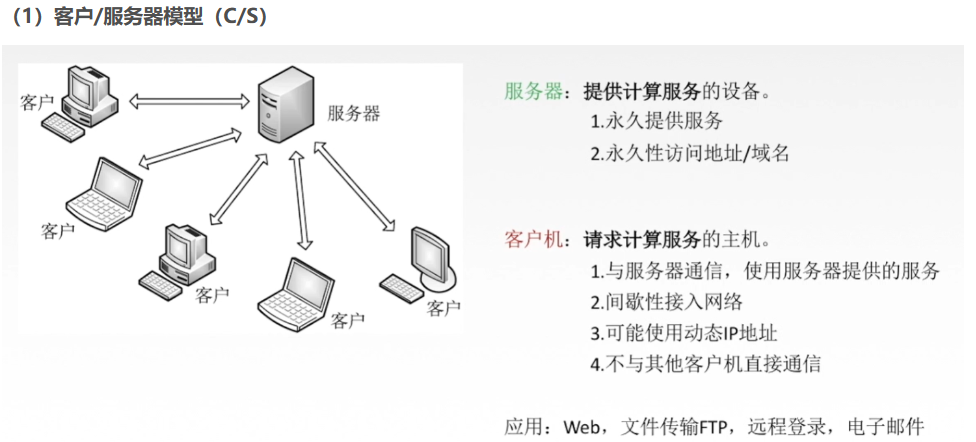 （1）客户/服务器模型（C/S）
客户
服务器
客户
客户
客户
客户
服务器：提供计算服务的设备。
1.永久提供服务
2.永久性访问地址/域名
客户机：请求计算服务的主机。
1.与服务器通信，使用服务器提供的服务
2.间歇性接入网络
3.可能使用动态IP地址
4.不与其他客户机直接通信
应用：Web，文件传输FTP，远程登录，电子邮件